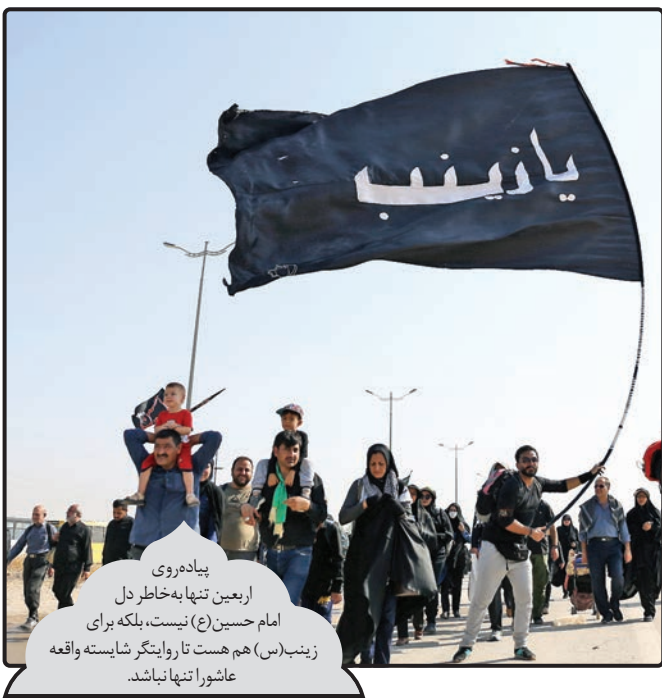 یا زینب
پیاده‌روی
اربعین تنها به‌خاطر دل
امام حسین(ع) نیست، بلکه برای
زینب(س) هم هست تا روایتگر شایسته واقعه
عاشورا تنها نباشد.